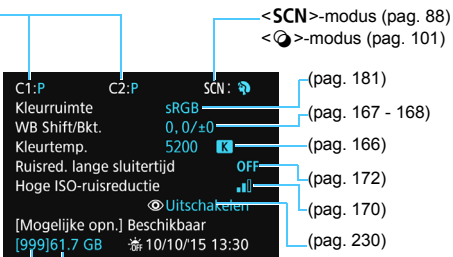 <SCN>-modus (pag. 88)
< >-modus (pag. 101)
C1:P C2:P SCN:
(pag. 181)
Kleurruimte sRGB
(pag. 167 - 168)
WB Shift/Bkt. 0,0/±0
Kleurtemp. 5200 K
(pag. 166)
Ruisred. lange sluitertijd OFF
(pag. 172)
Hoge ISO-ruisreductie
(pag. 170)
Uitschakelen
(pag. 230)
[Mogelijke opn.] Beschikbaar
[999]61.7 GB OFF 10/10/'15 13:30